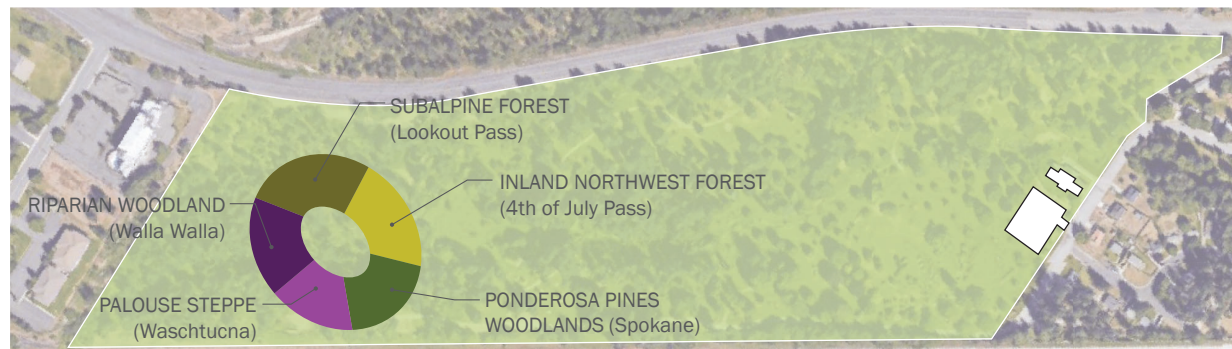 SUBALPINE FOREST
(Lookout Pass)
INLAND NORTHWEST FOREST
(4th of July Pass)
RIPARIAN WOODLAND
(Walla Walla)
PALOUSE STEPPE
(Waschtucna)
PONDEROSA PINES
WOODLANDS (Spokane)